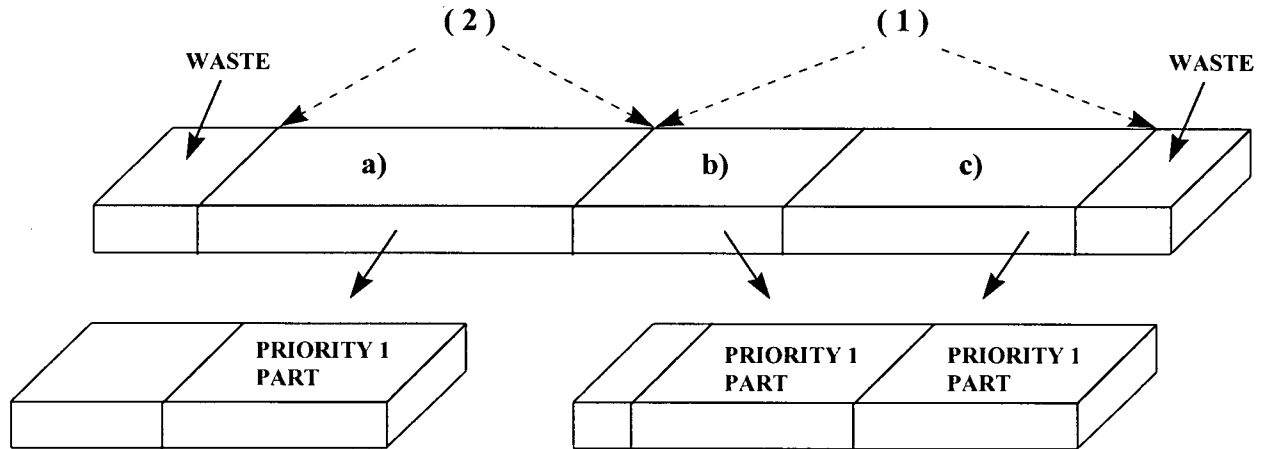 ( 2 )
( 1 )
WASTE
WASTE
a)
b)
c)
PRIORITY 1
PART
PRIORITY 1
PART
PRIORITY 1
PART